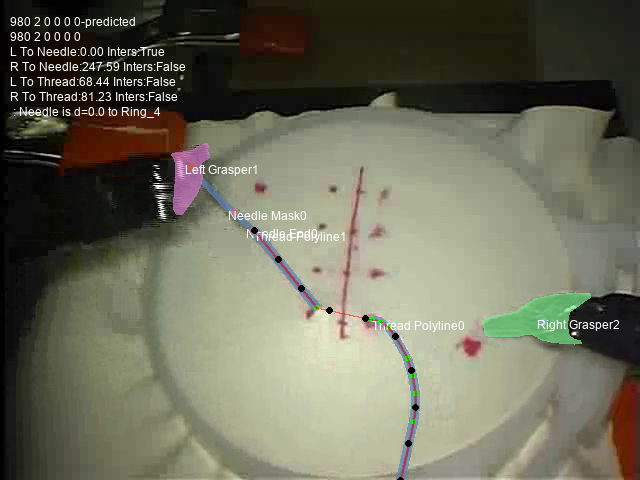 980 2 0 0 0 0-predicted
980 2 0 0 0 0
L To Needle:0.00 Inters:True
R To Needle:247.59 Inters:False
L To Thread:68.44 Inters:False
R To Thread:81.23 Inters:False
: Needle is d=0.0 to Ring_4
Left Grasper1
Needle Mask0
Needle End0
Thread Polyline1
Thread Polyline0
Right Grasper2